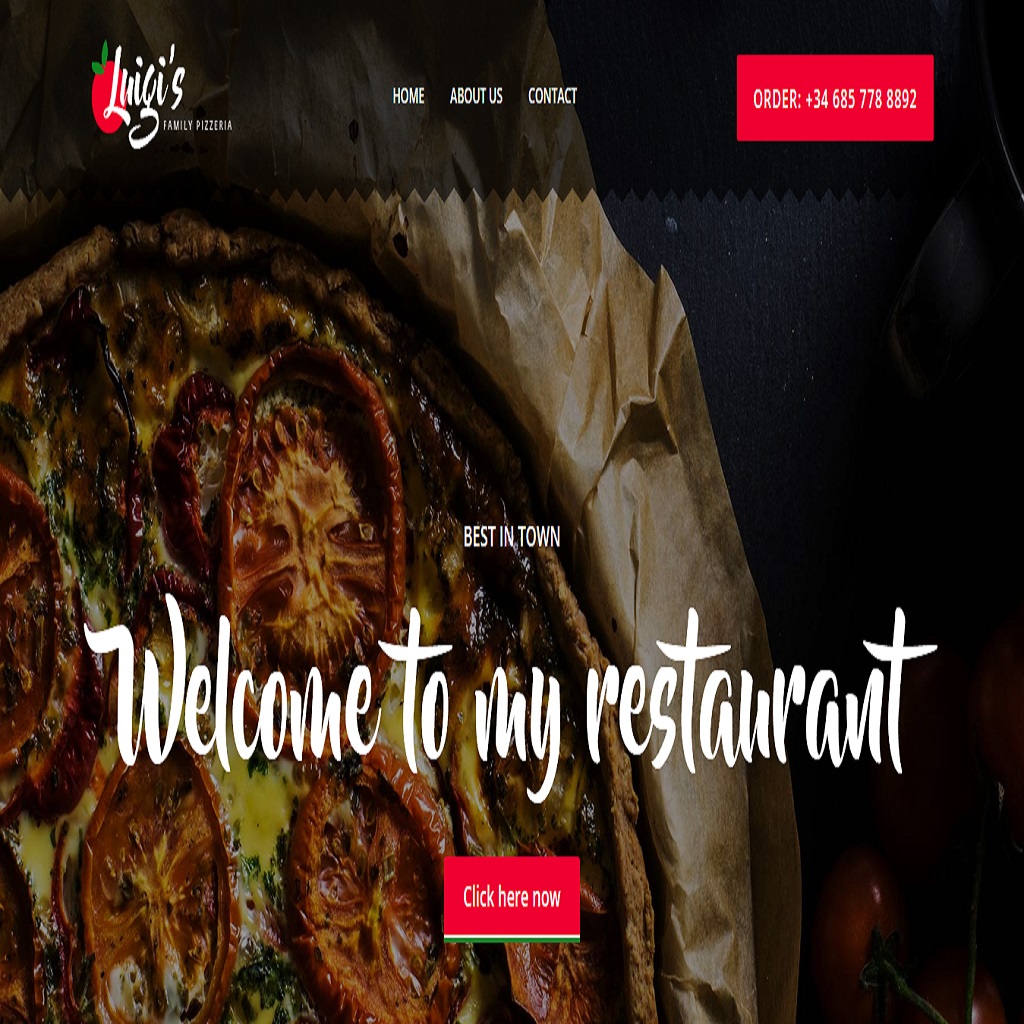 Luigi's
FAMILY PIZZERIA
HOME ABOUT US CONTACT
ORDER: +34 685 778 8892
BEST IN TOWN
Welcome to my restaurant
Click here now